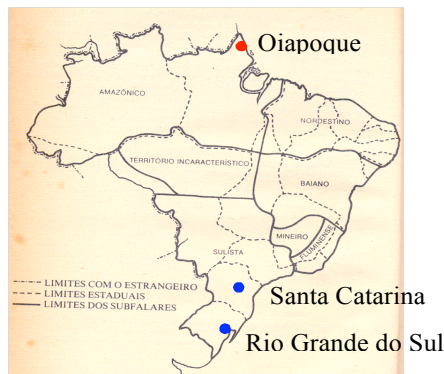 Oiapoque
AMAZÔNICO
NORDESTINO
TERRITÓRIO INCARACTERÍSTICO
BAIANO
MINEIRO
FLUMINENSE
SULISTA
LIMITES COM O ESTRANGEIRO
LIMITES ESTADUAIS
LIMITES DOS SUBFALARES
Santa Catarina
Rio Grande do Sul